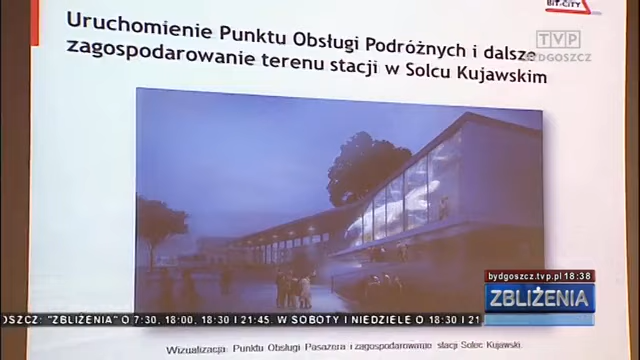 BiT-CiTY
Uruchomienie Punktu Obsługi Podróżnych i dalsze
zagospodarowanie terenu stacji w Solcu Kujawskim
TVP
BYDGOSZCZ
bydgoszcz.tvp.pl 18:38
ZBLIŻENIA
OSZCZ: "ZBLIŻENIA" O 7:30, 18:00, 18:30 I 21:45. W SOBOTY I NIEDZIELE O 18:30 I 21
Wizualizacja: Punktu Obsługi Pasażera i zagospodarowanie stacji Solec Kujawski.